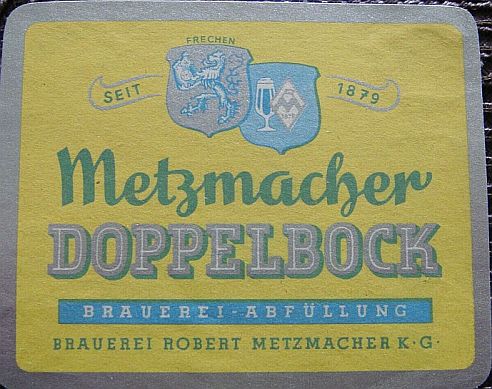 FRECHEN
SEIT 1879
Metzmacher
DOPPELBOCK
BRAUEREI-ABFÜLLUNG
BRAUEREI ROBERT METZMACHER K·G·